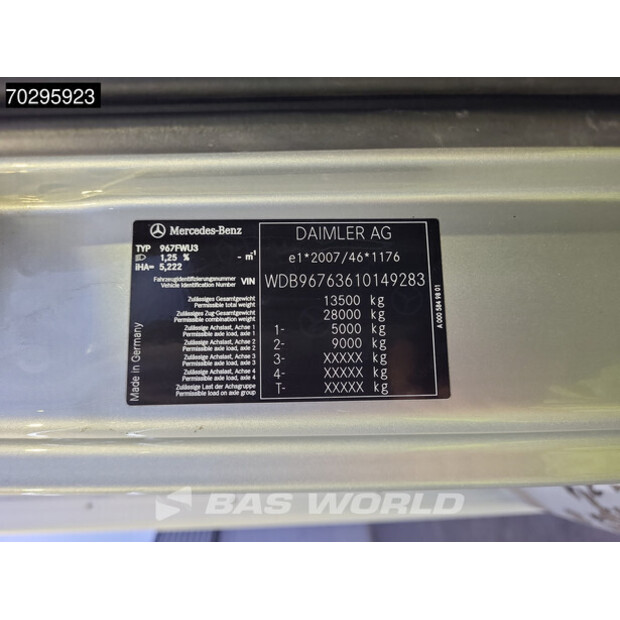 70295923
Mercedes-Benz
DAIMLER AG
TYP 967FWU3
1,25 % - m¹
iHA= 5,222
e1*2007/46*1176
Fahrzeugidentifizierungsnummer
Vehicle Identification Number VIN WDB96763610149283
Zulässiges Gesamtgewicht
Permissible total weight 13500 kg
Zulässiges Zug-Gesamtgewicht
Permissible combination weight 28000 kg
Zulässige Achslast, Achse 1
Permissible axle load, axle 1 1- 5000 kg
Zulässige Achslast, Achse 2
Permissible axle load, axle 2 2- 9000 kg
Zulässige Achslast, Achse 3
Permissible axle load, axle 3 3- XXXXX kg
Zulässige Achslast, Achse 4
Permissible axle load, axle 4 4- XXXXX kg
Zulässige Last der Achsgruppe
Permissible load on axle group T- XXXXX kg
Made in Germany
A 000 584 98 01
BAS WORLD